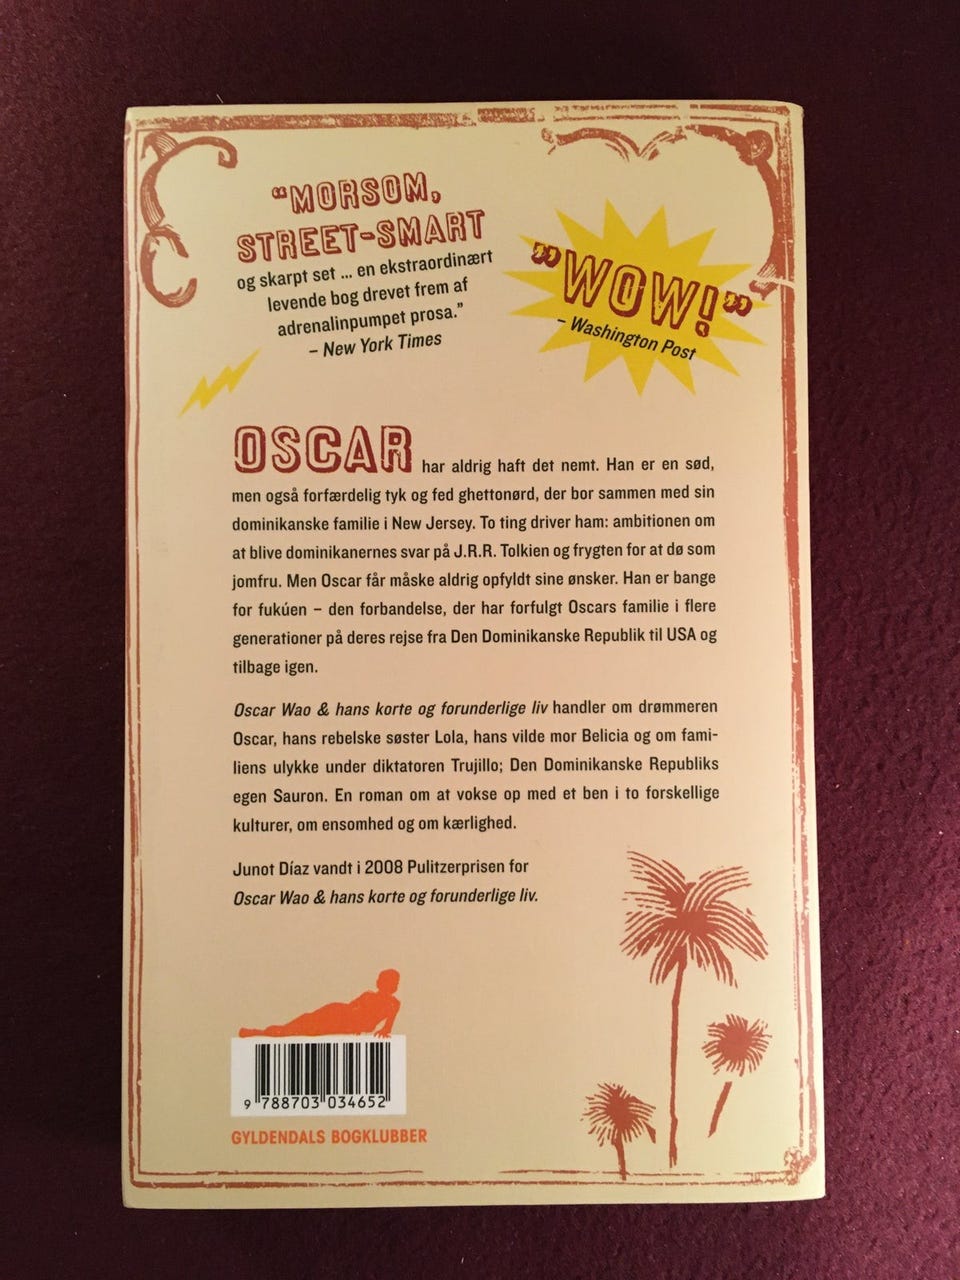 “MORSOM,
STREET-SMART
og skarpt set ... en ekstraordinært
levende bog drevet frem af
adrenalinpumpet prosa.”
– New York Times
”WOW!”
– Washington Post
OSCAR har aldrig haft det nemt. Han er en sød,
men også forfærdelig tyk og fed ghettonørd, der bor sammen med sin
dominikanske familie i New Jersey. To ting driver ham: ambitionen om
at blive dominikanernes svar på J.R.R. Tolkien og frygten for at dø som
jomfru. Men Oscar får måske aldrig opfyldt sine ønsker. Han er bange
for fukúen – den forbandelse, der har forfulgt Oscars familie i flere
generationer på deres rejse fra Den Dominikanske Republik til USA og
tilbage igen.
Oscar Wao & hans korte og forunderlige liv handler om drømmeren
Oscar, hans rebelske søster Lola, hans vilde mor Belicia og om fami-
liens ulykke under diktatoren Trujillo; Den Dominikanske Republiks
egen Sauron. En roman om at vokse op med et ben i to forskellige
kulturer, om ensomhed og om kærlighed.
Junot Díaz vandt i 2008 Pulitzerprisen for
Oscar Wao & hans korte og forunderlige liv.
9 788703 034652
GYLDENDALS BOGKLUBBER